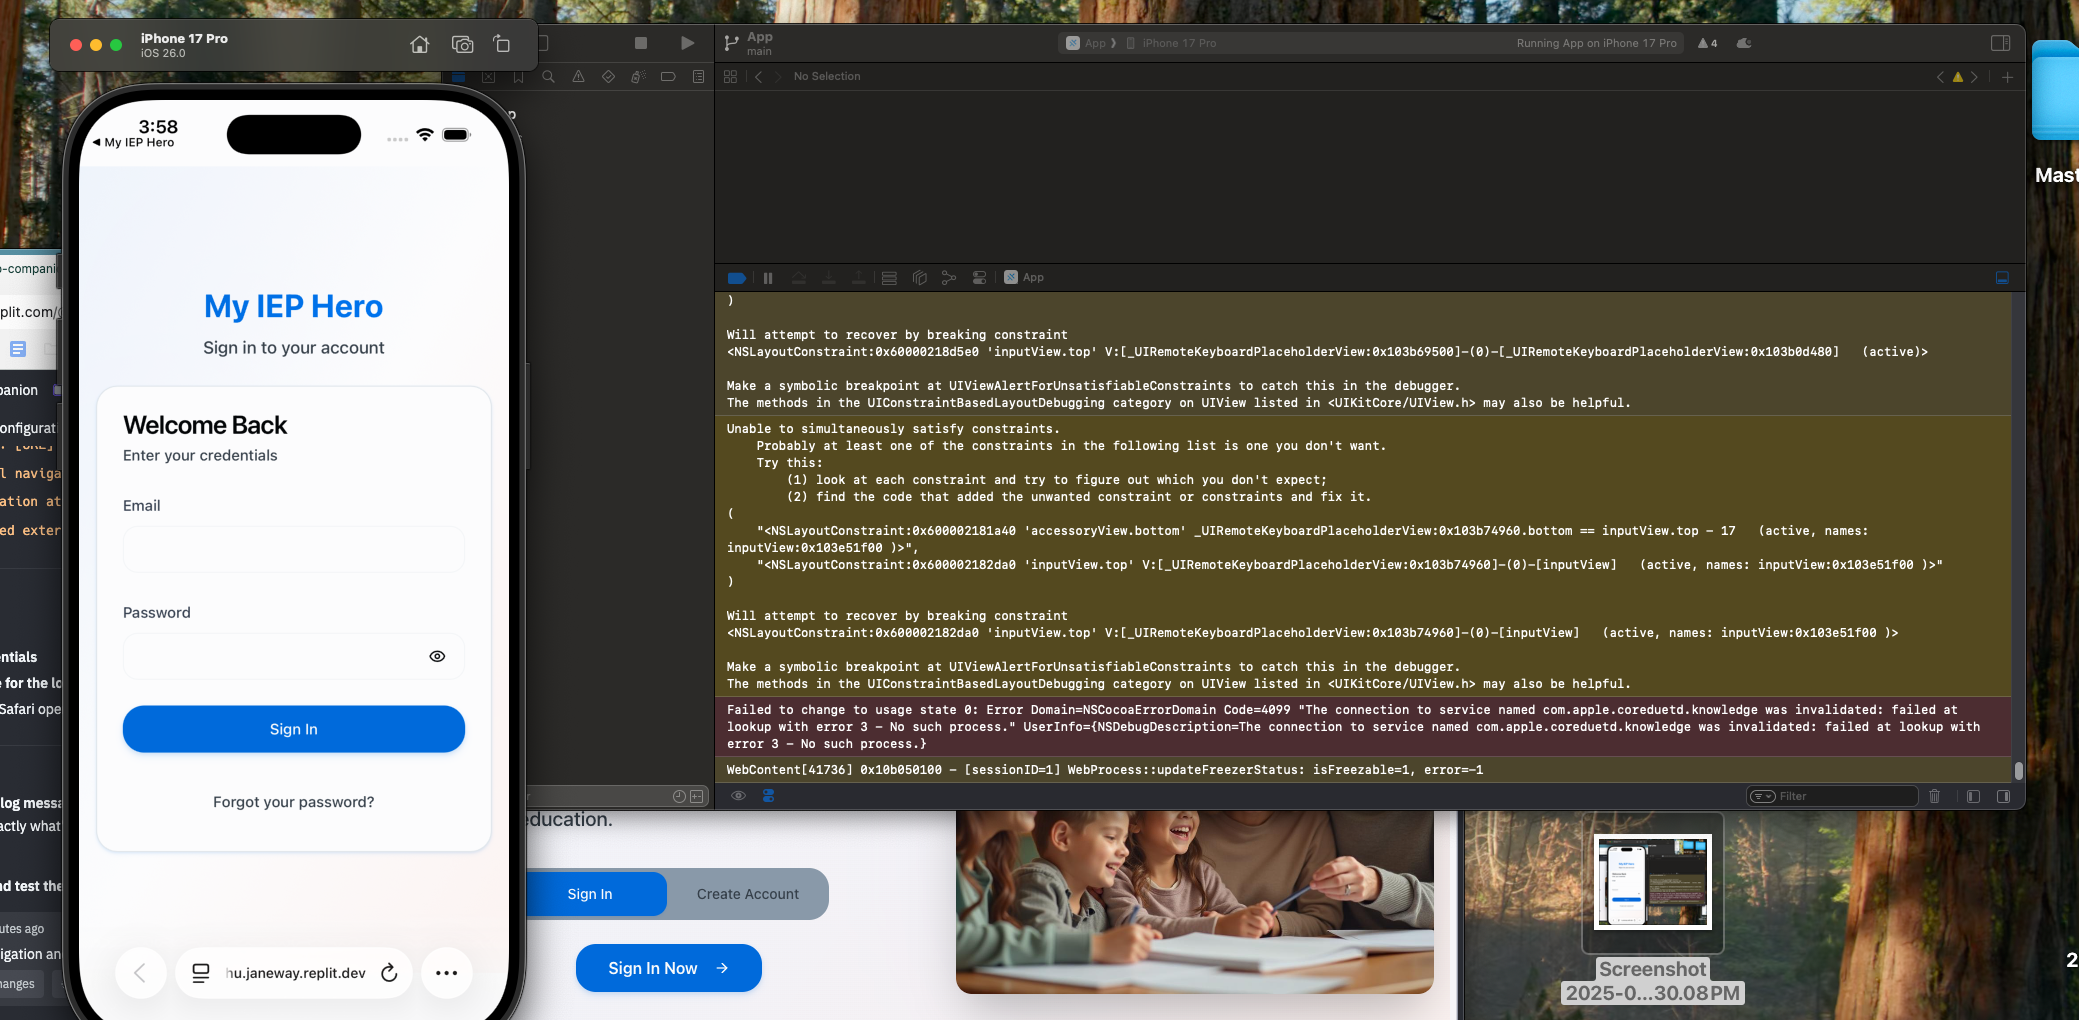 iPhone 17 Pro
iOS 26.0
App
main
App
iPhone 17 Pro
Running App on iPhone 17 Pro
4
No Selection
3:58
My IEP Hero
My IEP Hero
Sign in to your account
Welcome Back
Enter your credentials
Email
Password
Sign In
Forgot your password?
hu.janeway.replit.dev
App
)
Will attempt to recover by breaking constraint
<NSLayoutConstraint:0x60000218d5e0 'inputView.top' V:[_UIRemoteKeyboardPlaceholderView:0x103b69500]-(0)-[_UIRemoteKeyboardPlaceholderView:0x103b0d480]   (active)>
Make a symbolic breakpoint at UIViewAlertForUnsatisfiableConstraints to catch this in the debugger.
The methods in the UIConstraintBasedLayoutDebugging category on UIView listed in <UIKitCore/UIView.h> may also be helpful.
Unable to simultaneously satisfy constraints.
Probably at least one of the constraints in the following list is one you don't want.
Try this:
(1) look at each constraint and try to figure out which you don't expect;
(2) find the code that added the unwanted constraint or constraints and fix it.
(
"<NSLayoutConstraint:0x600002181a40 'accessoryView.bottom' _UIRemoteKeyboardPlaceholderView:0x103b74960.bottom == inputView.top - 17   (active, names:
inputView:0x103e51f00 )>",
"<NSLayoutConstraint:0x600002182da0 'inputView.top' V:[_UIRemoteKeyboardPlaceholderView:0x103b74960]-(0)-[inputView]   (active, names: inputView:0x103e51f00 )>"
)
Will attempt to recover by breaking constraint
<NSLayoutConstraint:0x600002182da0 'inputView.top' V:[_UIRemoteKeyboardPlaceholderView:0x103b74960]-(0)-[inputView]   (active, names: inputView:0x103e51f00 )>
Make a symbolic breakpoint at UIViewAlertForUnsatisfiableConstraints to catch this in the debugger.
The methods in the UIConstraintBasedLayoutDebugging category on UIView listed in <UIKitCore/UIView.h> may also be helpful.
Failed to change to usage state 0: Error Domain=NSCocoaErrorDomain Code=4099 "The connection to service named com.apple.coreduetd.knowledge was invalidated: failed at
lookup with error 3 - No such process." UserInfo={NSDebugDescription=The connection to service named com.apple.coreduetd.knowledge was invalidated: failed at lookup with
error 3 - No such process.}
WebContent[41736] 0x10b050100 - [sessionID=1] WebProcess::updateFreezerStatus: isFreezable=1, error=-1
Filter
education.
Sign In
Create Account
Sign In Now
Screenshot
2025-0...30.08 PM
Mast
2
o-compani
plit.com/
panion
onfigurat
l naviga
ation at
ed exter
entials
e for the lo
Safari ope
log messa
actly what
nd test the
utes ago
igation an
hanges